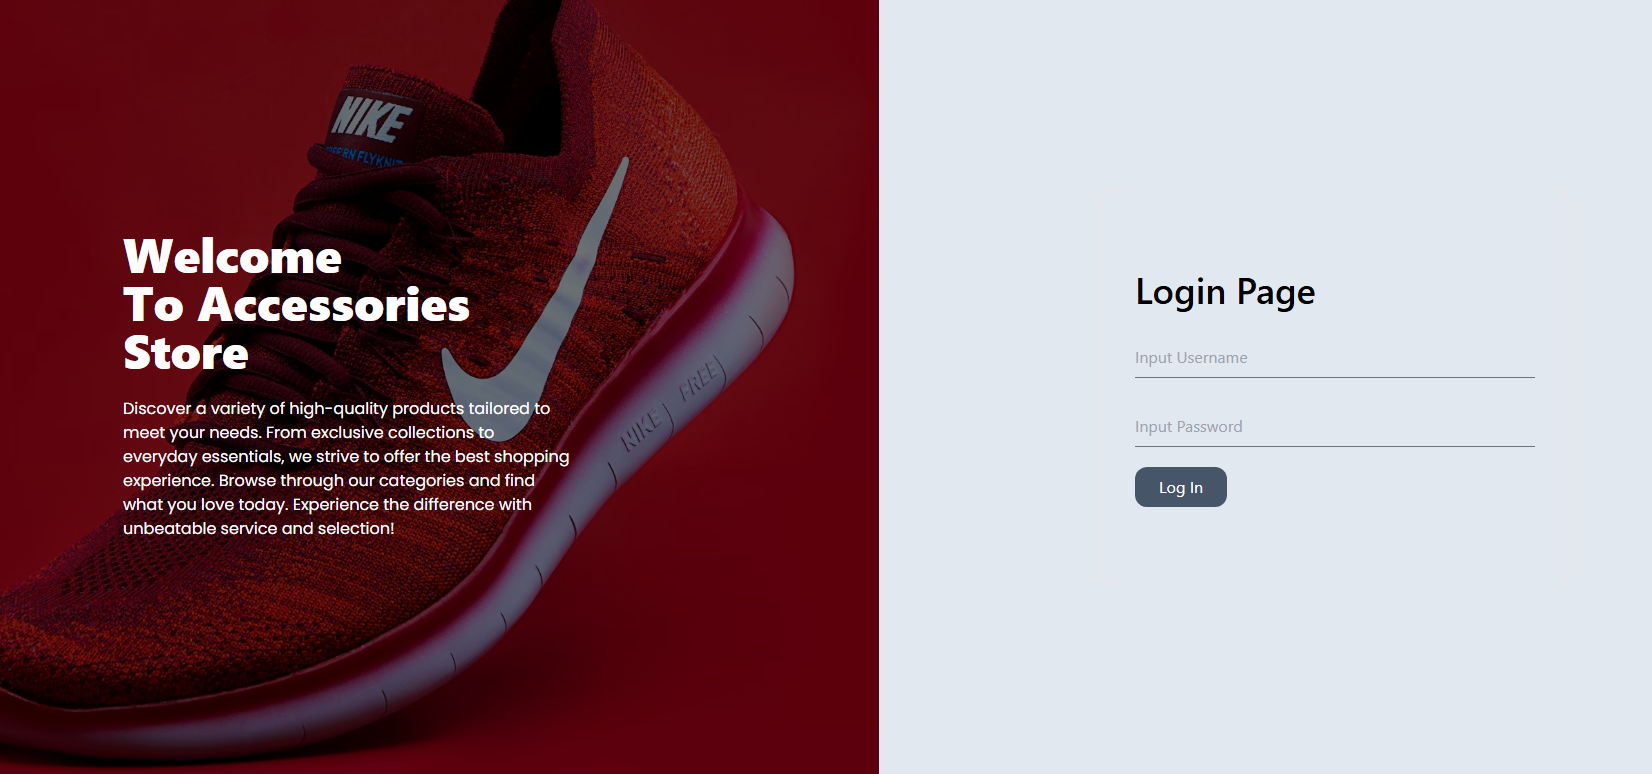 NIKE
Welcome
To Accessories
Store
Discover a variety of high-quality products tailored to
meet your needs. From exclusive collections to
everyday essentials, we strive to offer the best shopping
experience. Browse through our categories and find
what you love today. Experience the difference with
unbeatable service and selection!
NIKE FREE
Login Page
Input Username
Input Password
Log In